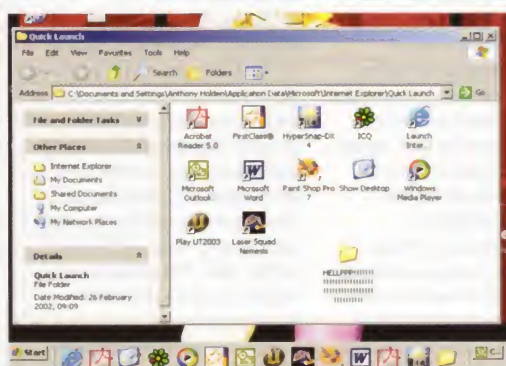 Quick Launch
File Edit View Favourites Tools Help
Search Folders
Address C:\Documents and Settings\Anthony Holden\Application Data\Microsoft\Internet Explorer\Quick Launch Go
File and Folder Tasks
Other Places
Internet Explorer
My Documents
Shared Documents
My Computer
My Network Places
Details
Quick Launch
File Folder
Date Modified: 26 February
2002, 09:09
Acrobat
Reader 5.0
FirstClass®
HyperSnap-DX
4
ICQ
Launch
Inter...
Microsoft
Outlook
Microsoft
Word
Paint Shop Pro
7
Show Desktop
Windows
Media Player
Play UT2003
Laser Squad
Nemesis
Start
C...